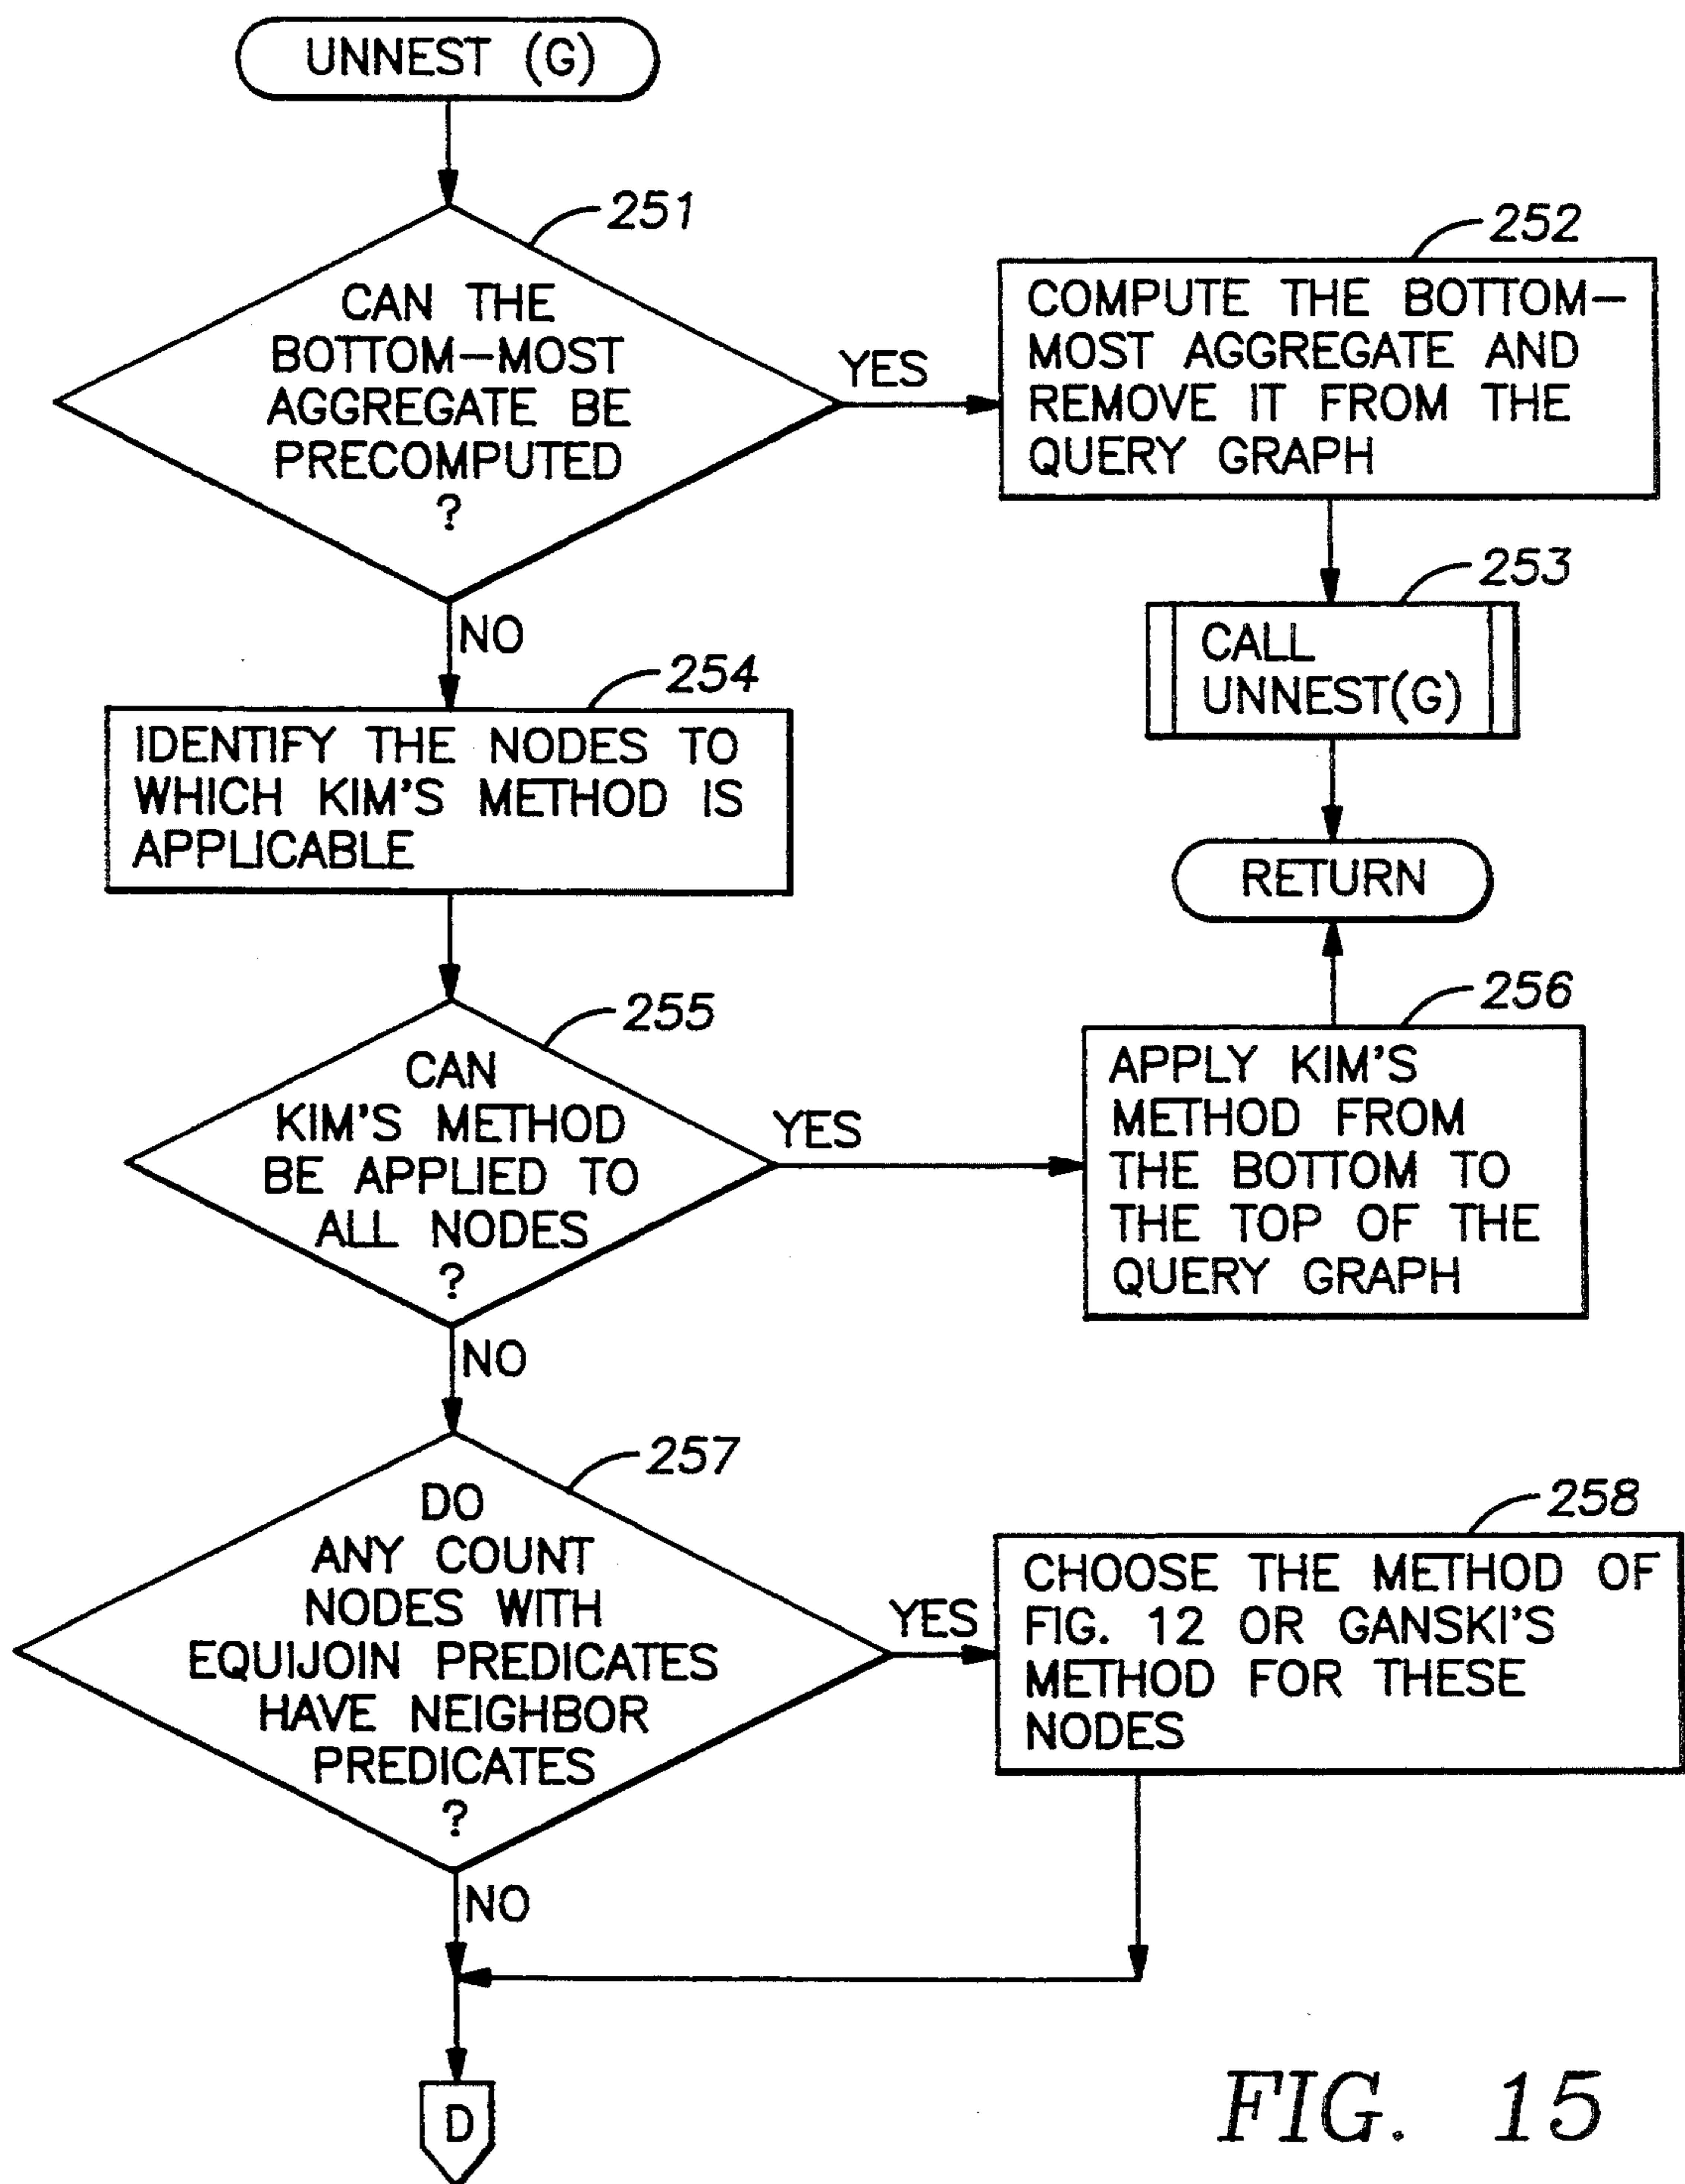 UNNEST (G)
251
CAN THE
BOTTOM—MOST
AGGREGATE BE
PRECOMPUTED
?
YES
NO
252
COMPUTE THE BOTTOM—
MOST AGGREGATE AND
REMOVE IT FROM THE
QUERY GRAPH
253
CALL
UNNEST(G)
RETURN
254
IDENTIFY THE NODES TO
WHICH KIM'S METHOD IS
APPLICABLE
255
CAN
KIM'S METHOD
BE APPLIED TO
ALL NODES
?
YES
NO
256
APPLY KIM'S
METHOD FROM
THE BOTTOM TO
THE TOP OF THE
QUERY GRAPH
257
DO
ANY COUNT
NODES WITH
EQUIJOIN PREDICATES
HAVE NEIGHBOR
PREDICATES
?
YES
NO
258
CHOOSE THE METHOD OF
FIG. 12 OR GANSKI'S
METHOD FOR THESE
NODES
D
FIG. 15